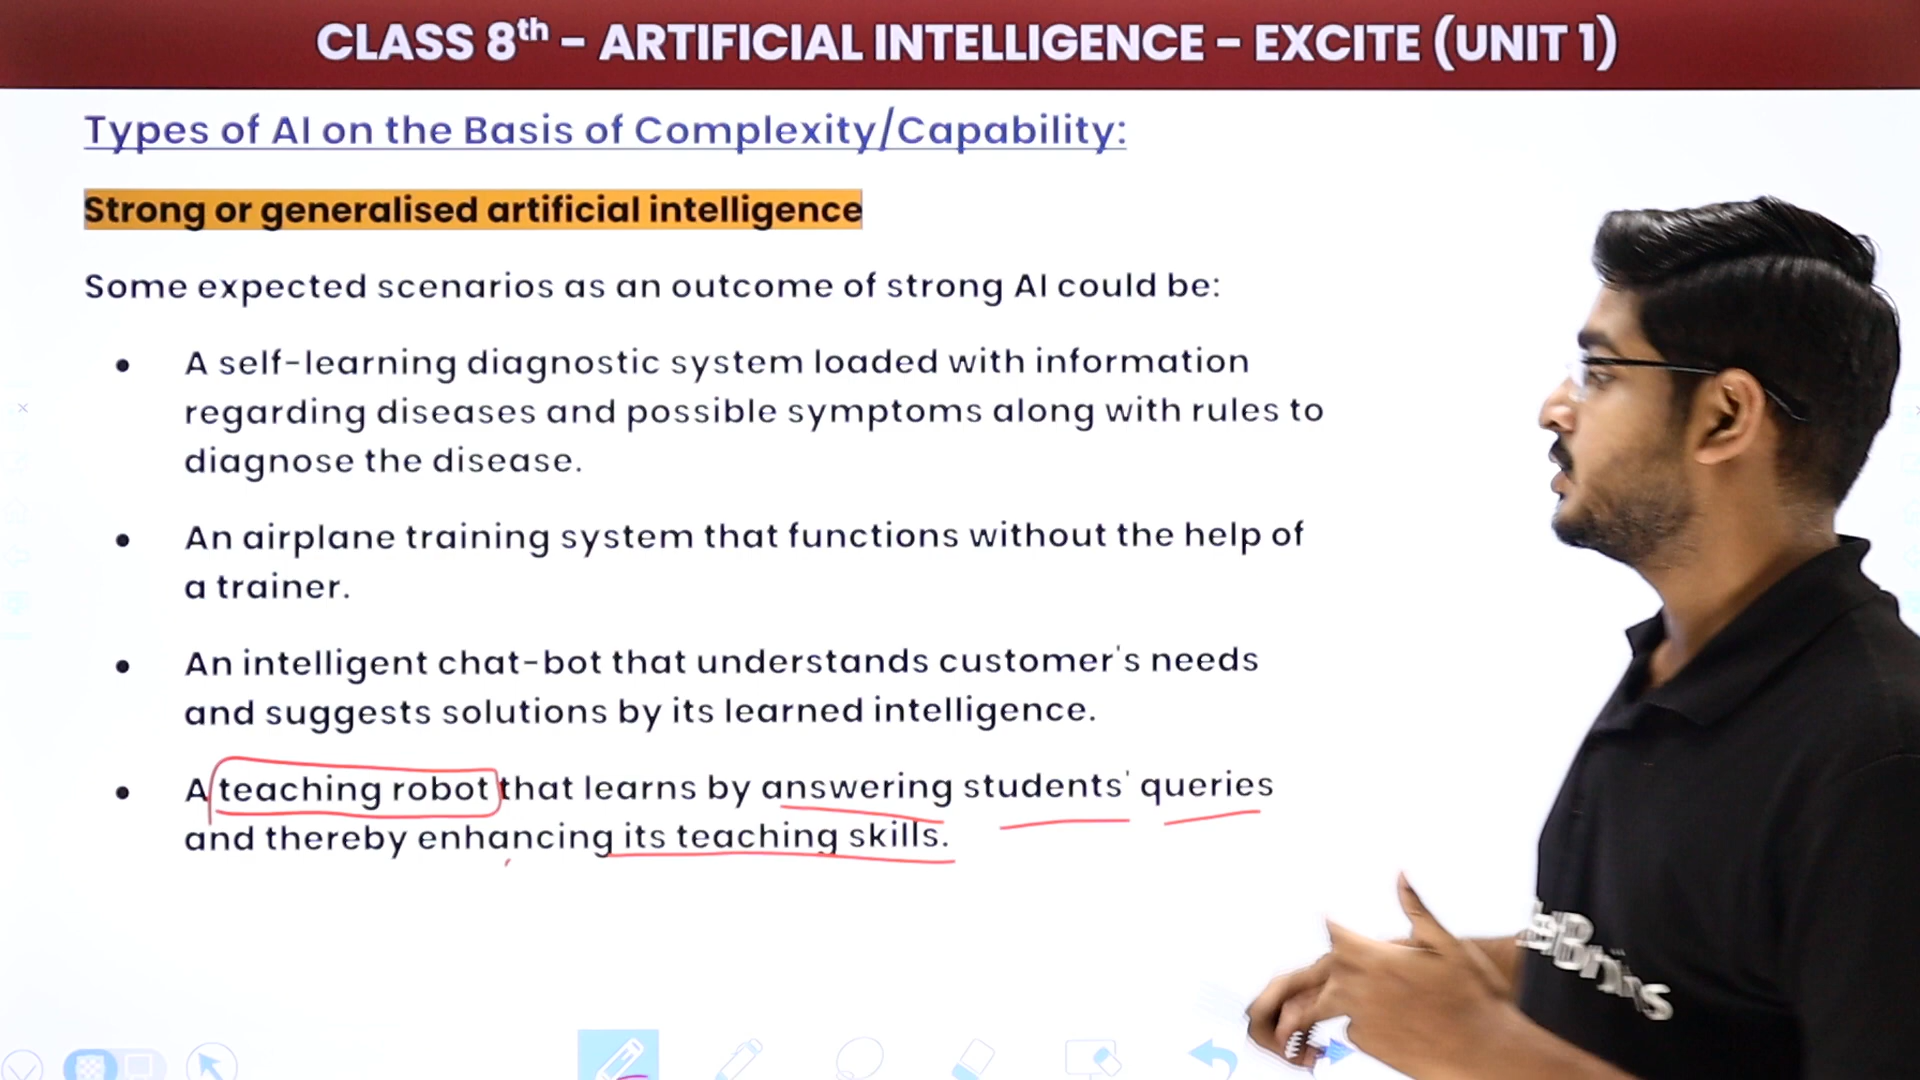 CLASS 8th - ARTIFICIAL INTELLIGENCE - EXCITE (UNIT 1)
Types of AI on the Basis of Complexity/Capability:
Strong or generalised artificial intelligence
Some expected scenarios as an outcome of strong AI could be:
• A self-learning diagnostic system loaded with information
regarding diseases and possible symptoms along with rules to
diagnose the disease.
• An airplane training system that functions without the help of
a trainer.
• An intelligent chat-bot that understands customer's needs
and suggests solutions by its learned intelligence.
• A teaching robot that learns by answering students' queries
and thereby enhancing its teaching skills.